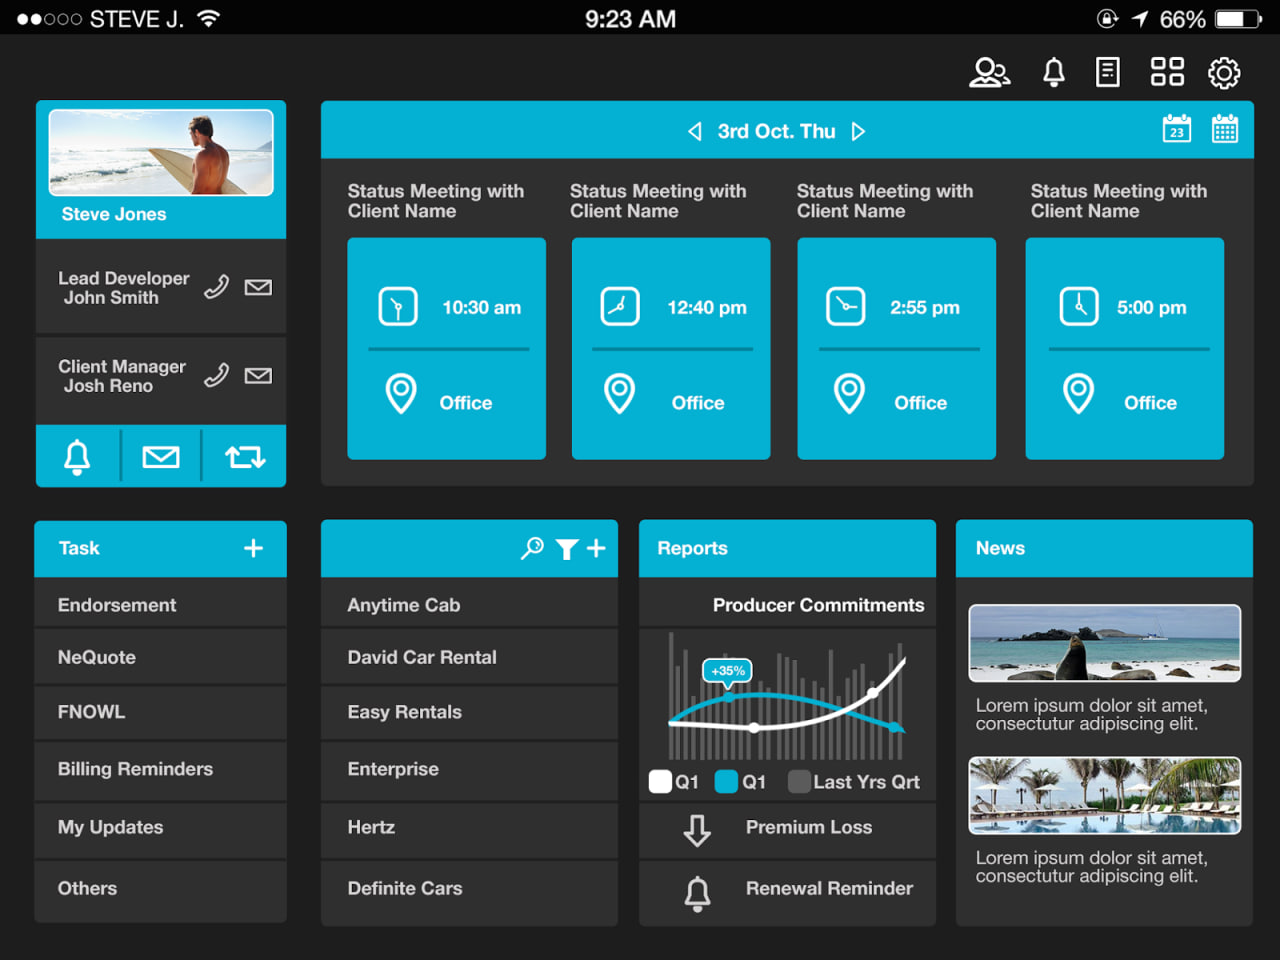 STEVE J.
9:23 AM
66%
Steve Jones
Lead Developer
John Smith
Client Manager
Josh Reno
3rd Oct. Thu
23
Status Meeting with
Client Name
10:30 am
Office
Status Meeting with
Client Name
12:40 pm
Office
Status Meeting with
Client Name
2:55 pm
Office
Status Meeting with
Client Name
5:00 pm
Office
Task
Endorsement
NeQuote
FNOWL
Billing Reminders
My Updates
Others
Anytime Cab
David Car Rental
Easy Rentals
Enterprise
Hertz
Definite Cars
Reports
Producer Commitments
+35%
Q1 Q1 Last Yrs Qrt
Premium Loss
Renewal Reminder
News
Lorem ipsum dolor sit amet,
consectutur adipiscing elit.
Lorem ipsum dolor sit amet,
consectutur adipiscing elit.